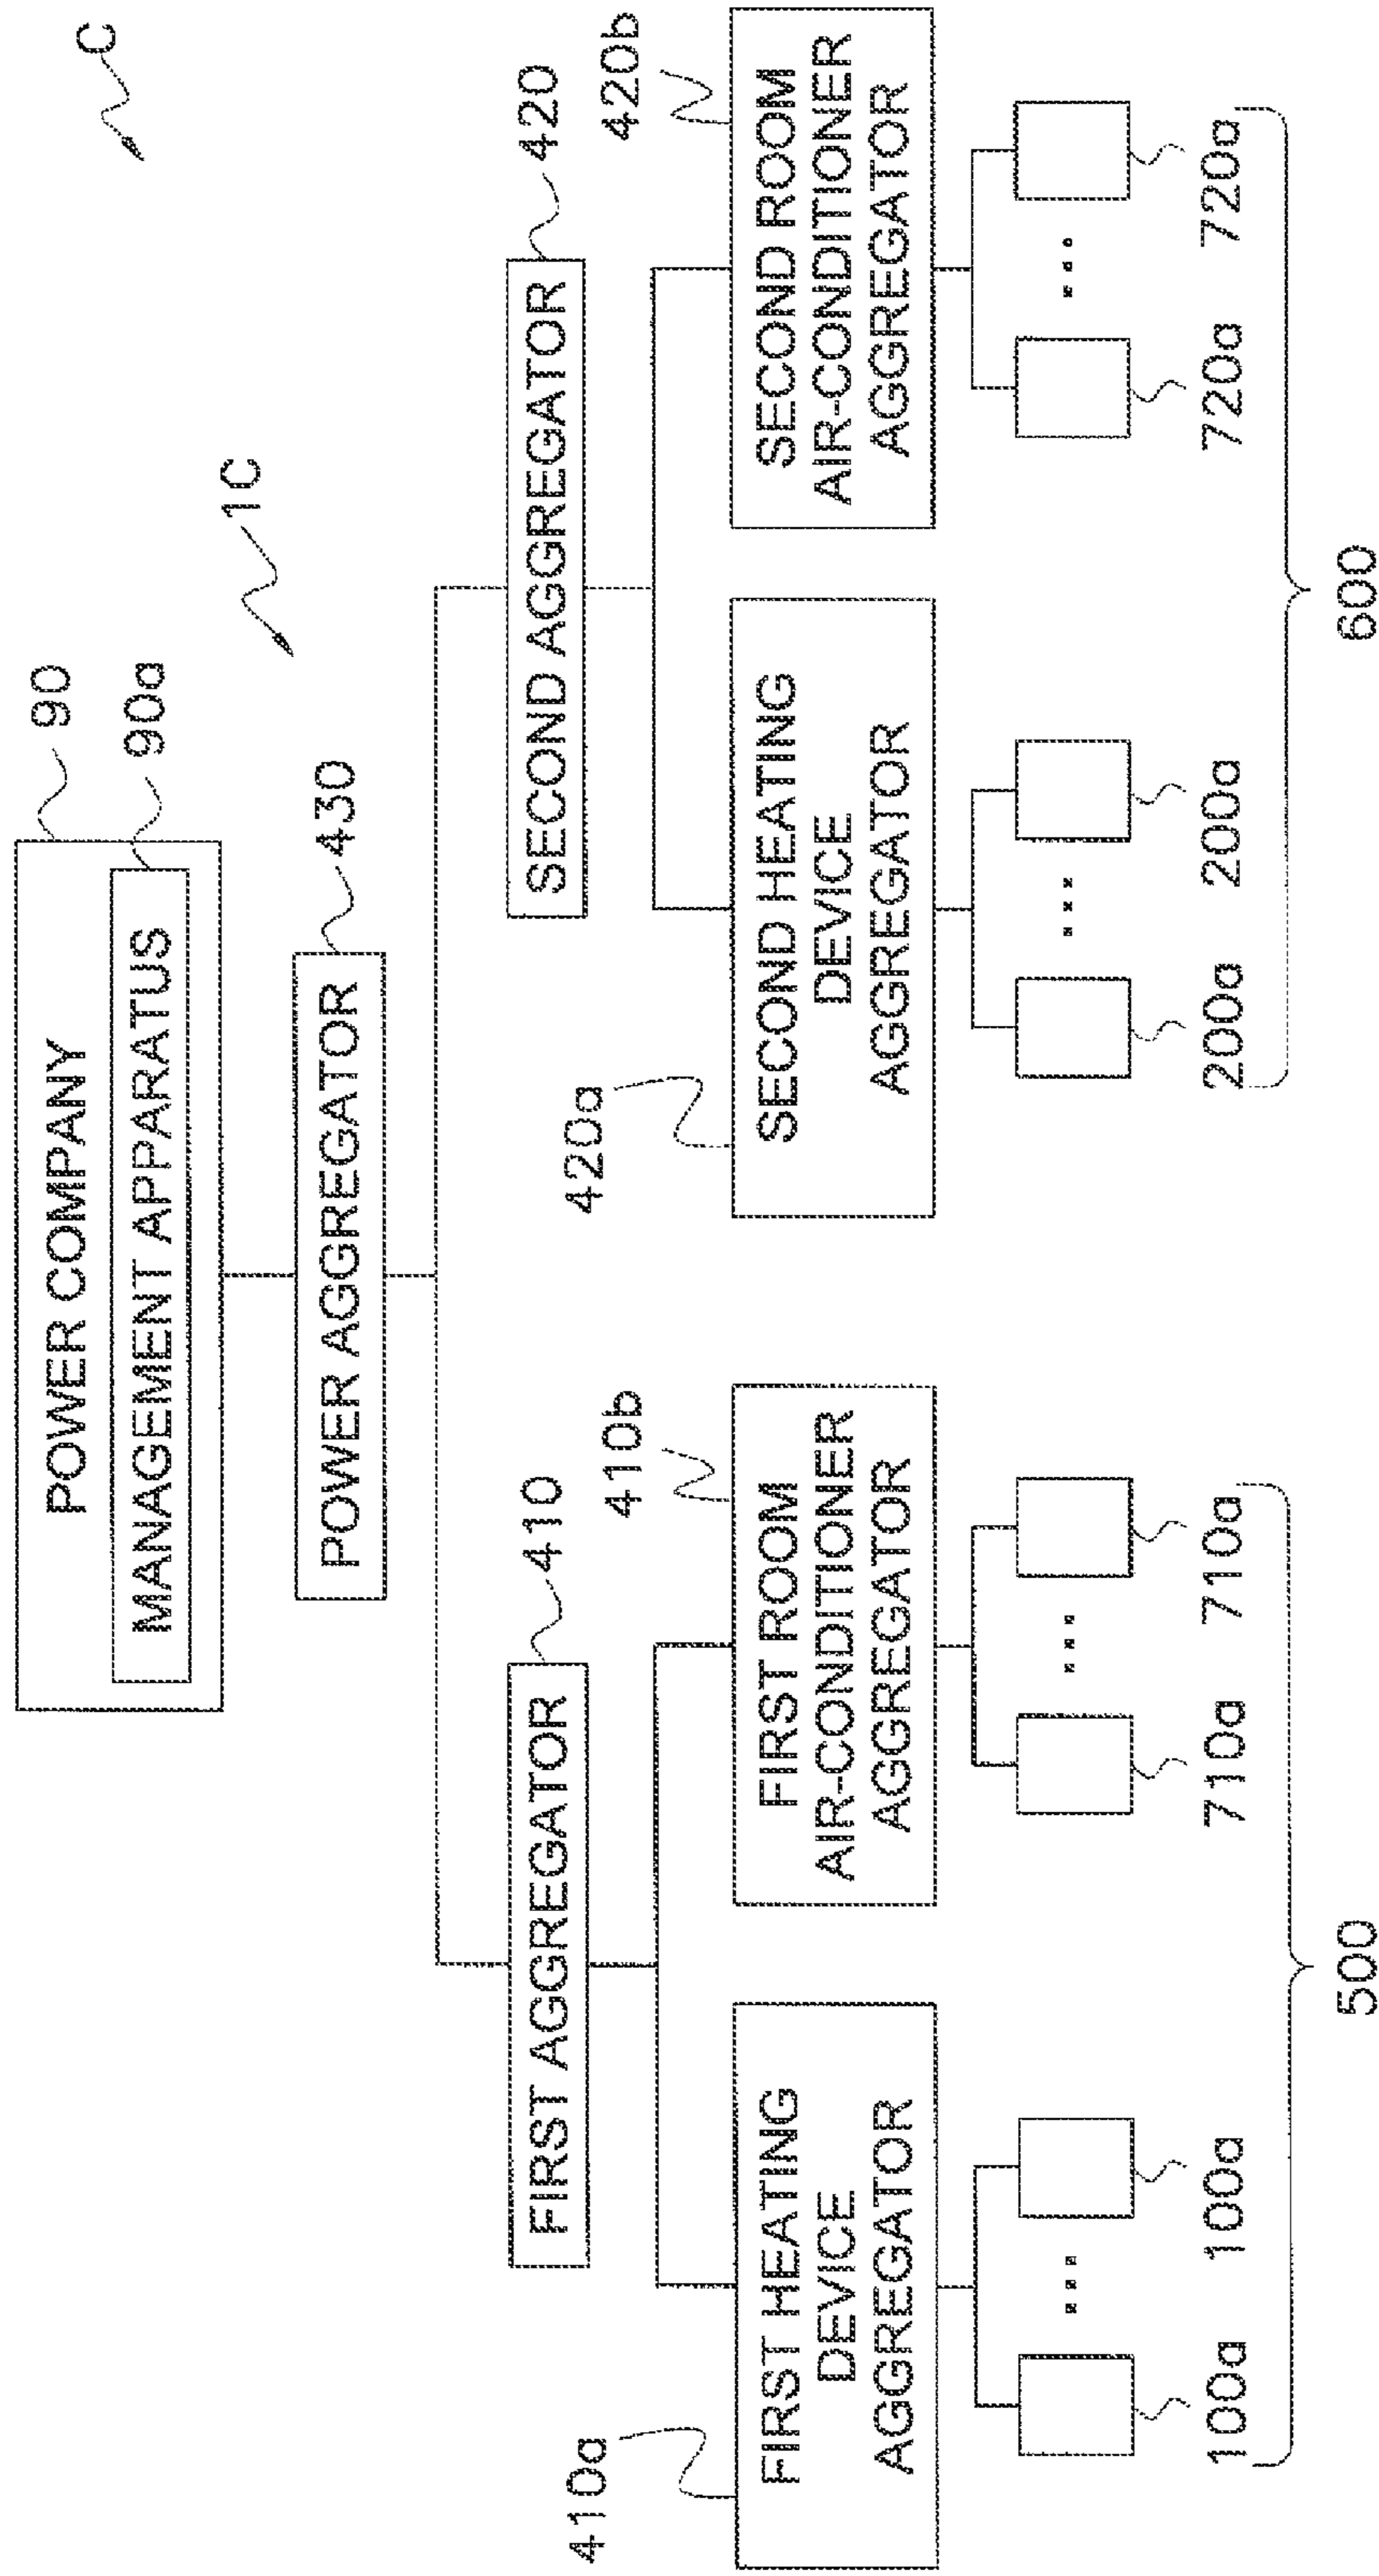 C
1C
POWER COMPANY
90
MANAGEMENT APPARATUS
90a
POWER AGGREGATOR
430
FIRST AGGREGATOR
410
SECOND AGGREGATOR
420
410a
FIRST HEATING
DEVICE
AGGREGATOR
410b
FIRST ROOM
AIR-CONDITIONER
AGGREGATOR
420a
SECOND HEATING
DEVICE
AGGREGATOR
420b
SECOND ROOM
AIR-CONDITIONER
AGGREGATOR
100a
100a
710a
710a
200a
200a
720a
720a
500
600